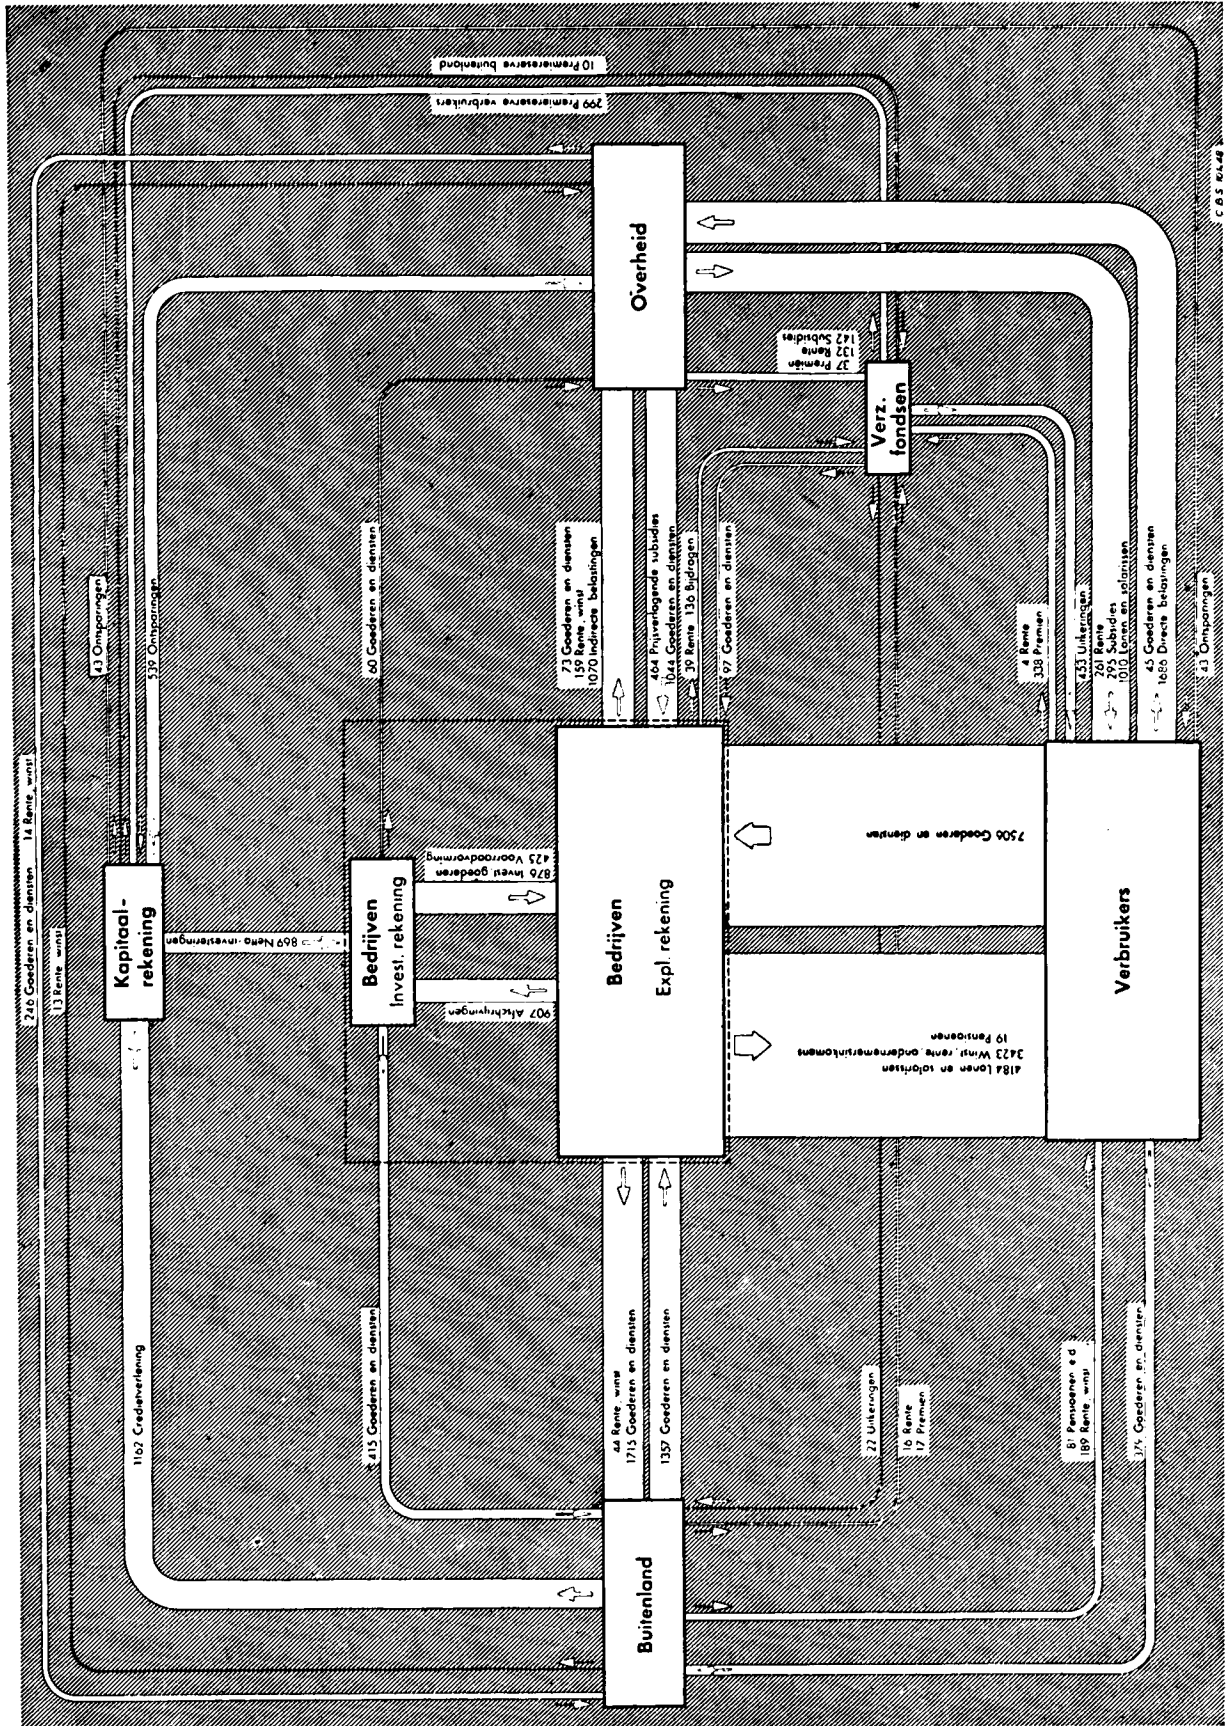 10 Premiereserve buitenland
299 Premiereserve verbruikers
246 Goederen en diensten 14 Rente, winst
13 Rente, winst
43 Ontsparingen
539 Ontsparingen
Kapitaal-
rekening
1162 Credietverlening
869 Netto-investeringen
60 Goederen en diensten
Bedrijven
Invest. rekening
415 Goederen en diensten
876 Invest. goederen
425 Voorraadvorming
907 Afschrijvingen
Overheid
73 Goederen en diensten
159 Rente, winst
1070 Indirecte belastingen
464 Prijsverlagende subsidies
1044 Goederen en diensten
39 Rente 136 Bijdragen
97 Goederen en diensten
37 Premiën
132 Rente
142 Subsidies
Verz.
fondsen
Bedrijven
Expl. rekening
44 Rente, winst
1715 Goederen en diensten
1357 Goederen en diensten
Buitenland
22 Uitkeringen
16 Rente
17 Premien
7506 Goederen en diensten
4184 Lonen en salarissen
3423 Winst, rente, ondernemersinkomens
19 Pensioenen
4 Rente
338 Premien
453 Uitkeringen
261 Rente
295 Subsidies
1010 Lonen en salarissen
45 Goederen en diensten
1686 Directe belastingen
43 Ontsparingen
Verbruikers
81 Pensioenen e.d.
189 Rente, winst
Goederen en diensten
C B S